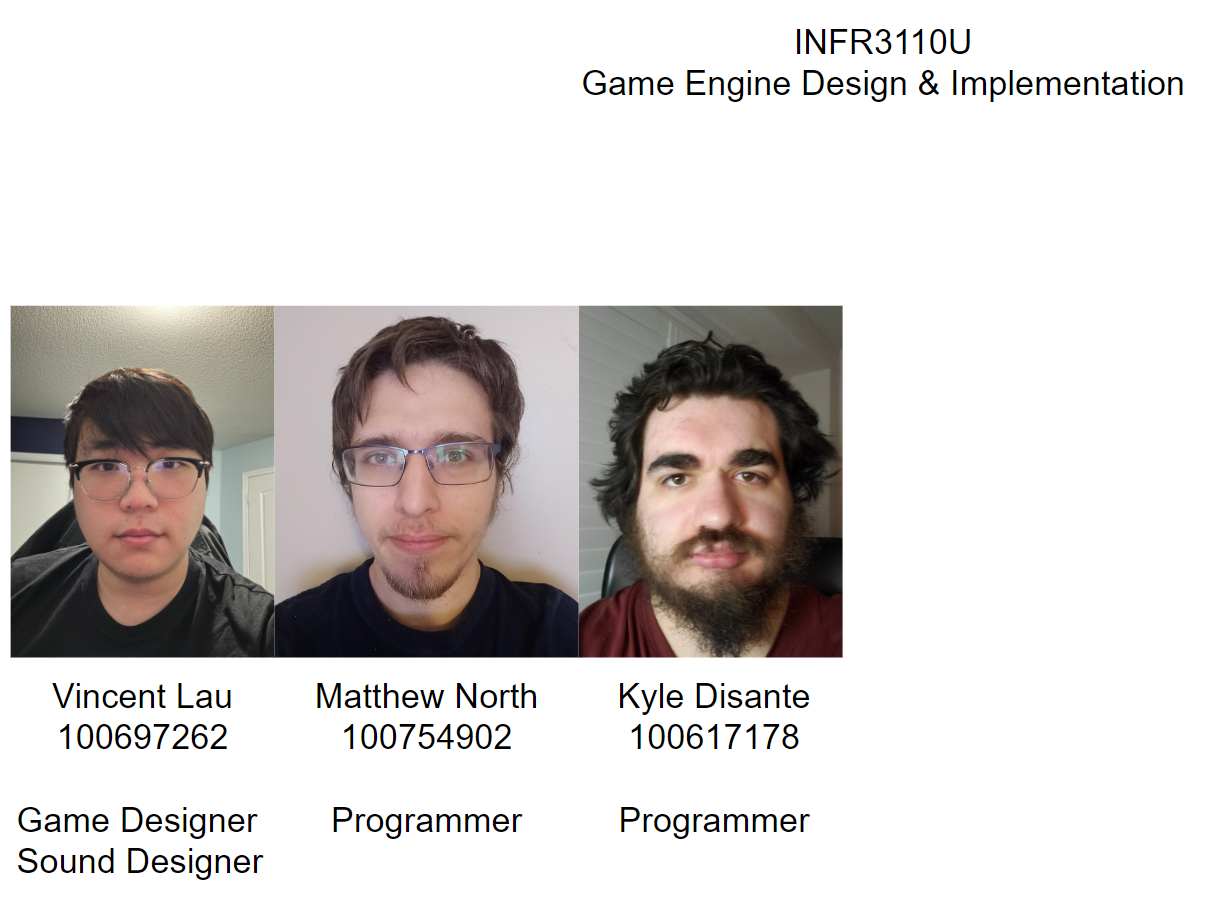 INFR3110U
Game Engine Design & Implementation
Vincent Lau
100697262
Game Designer
Sound Designer
Matthew North
100754902
Programmer
Kyle Disante
100617178
Programmer